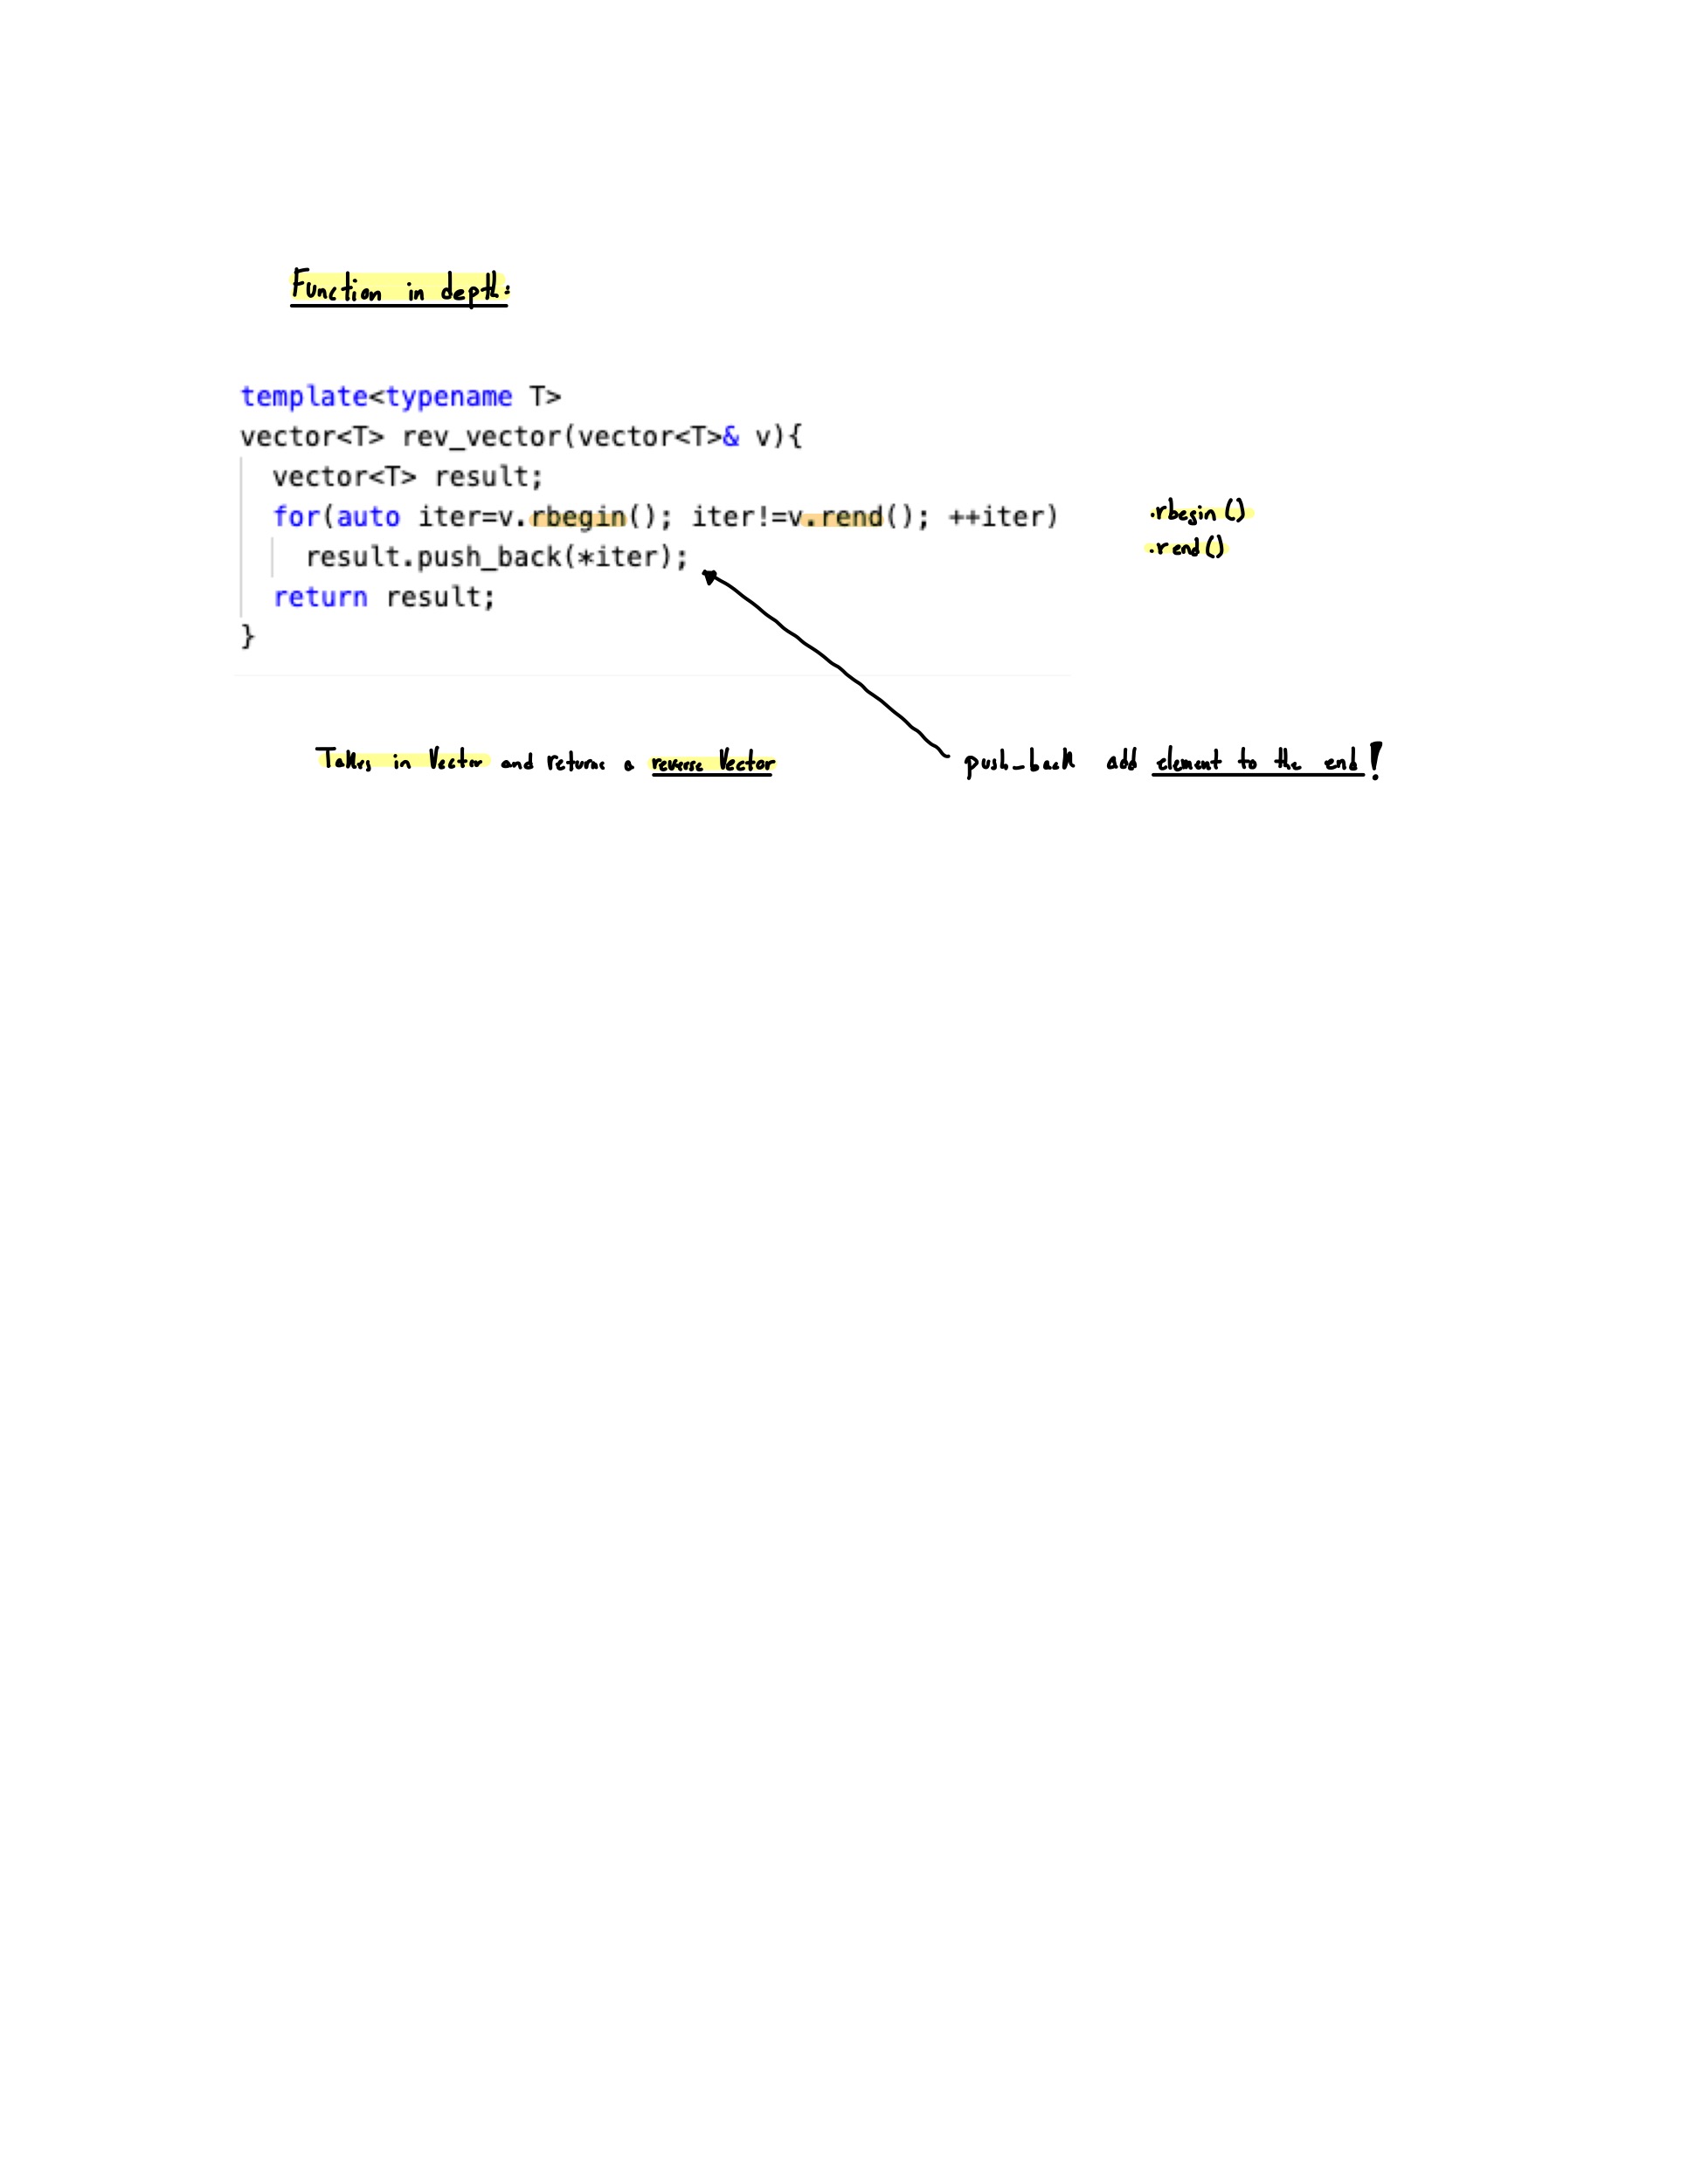 Function in depth:
template<typename T>
vector<T> rev_vector(vector<T>& v){
vector<T> result;
for(auto iter=v.rbegin(); iter!=v.rend(); ++iter)
.rbegin()
.rend()
result.push_back(*iter);
return result;
}
Takes in Vector and returns a reverse Vector
push_back add element to the end!